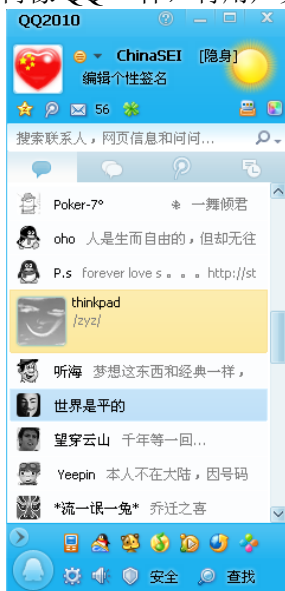 QQ2010
ChinaSEI [隐身]
编辑个性签名
56
搜索联系人，网页信息和问问...
Poker-7° 一舞倾君
oho 人是生而自由的，但却无往
P.s forever love s 。。。http://st
thinkpad
/zyz/
听海 梦想这东西和经典一样，
世界是平的
望穿云山 千年等一回...
Yeepin 本人不在大陆，因号码
*流一氓一兔* 乔迁之喜
安全 查找